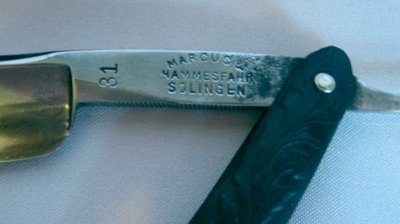 31
MARCUS
HAMMESFAHR
SOLINGEN